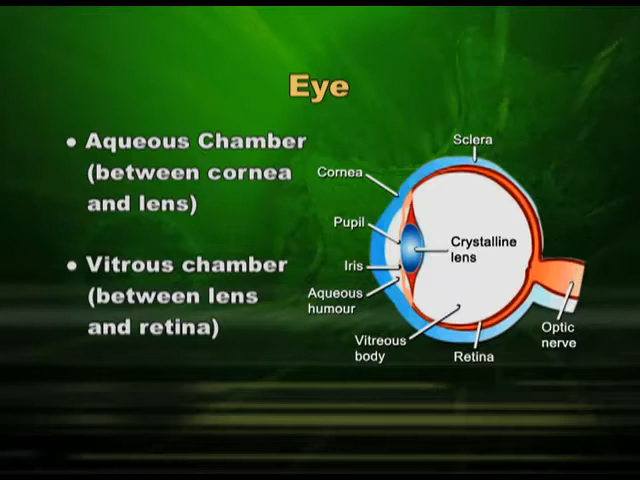 Eye
• Aqueous Chamber
(between cornea
and lens)
• Vitrous chamber
(between lens
and retina)
Sclera
Cornea
Pupil
Crystalline
lens
Iris
Aqueous
humour
Vitreous
body
Retina
Optic
nerve